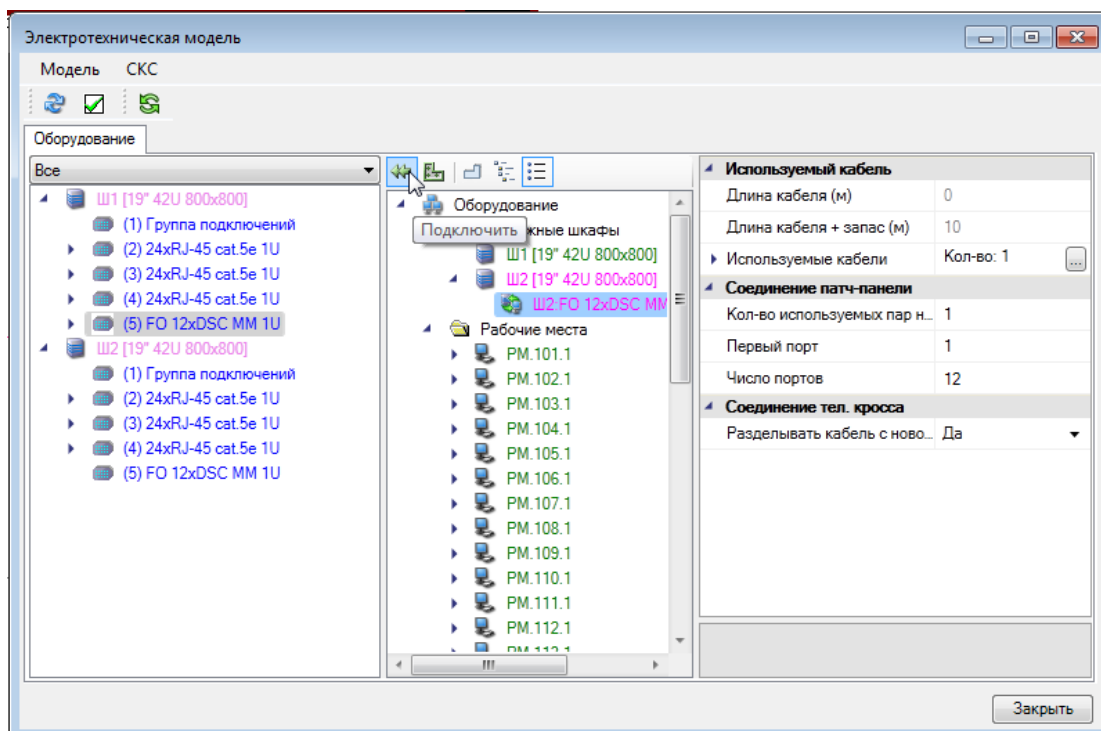 Электротехническая модель
Модель СКС
Оборудование
Все
Ш1 [19" 42U 800x800]
(1) Группа подключений
(2) 24xRJ-45 cat.5e 1U
(3) 24xRJ-45 cat.5e 1U
(4) 24xRJ-45 cat.5e 1U
(5) FO 12xDSC MM 1U
Ш2 [19" 42U 800x800]
(1) Группа подключений
(2) 24xRJ-45 cat.5e 1U
(3) 24xRJ-45 cat.5e 1U
(4) 24xRJ-45 cat.5e 1U
(5) FO 12xDSC MM 1U
Оборудование
Подключить жные шкафы
Ш1 [19" 42U 800x800]
Ш2 [19" 42U 800x800]
Ш2:FO 12xDSC MM
Рабочие места
РМ.101.1
РМ.102.1
РМ.103.1
РМ.104.1
РМ.105.1
РМ.106.1
РМ.107.1
РМ.108.1
РМ.109.1
РМ.110.1
РМ.111.1
РМ.112.1
Используемый кабель
Длина кабеля (м) 0
Длина кабеля + запас (м) 10
Используемые кабели Кол-во: 1 ...
Соединение патч-панели
Кол-во используемых пар н... 1
Первый порт 1
Число портов 12
Соединение тел. кросса
Разделывать кабель с ново... Да
Закрыть